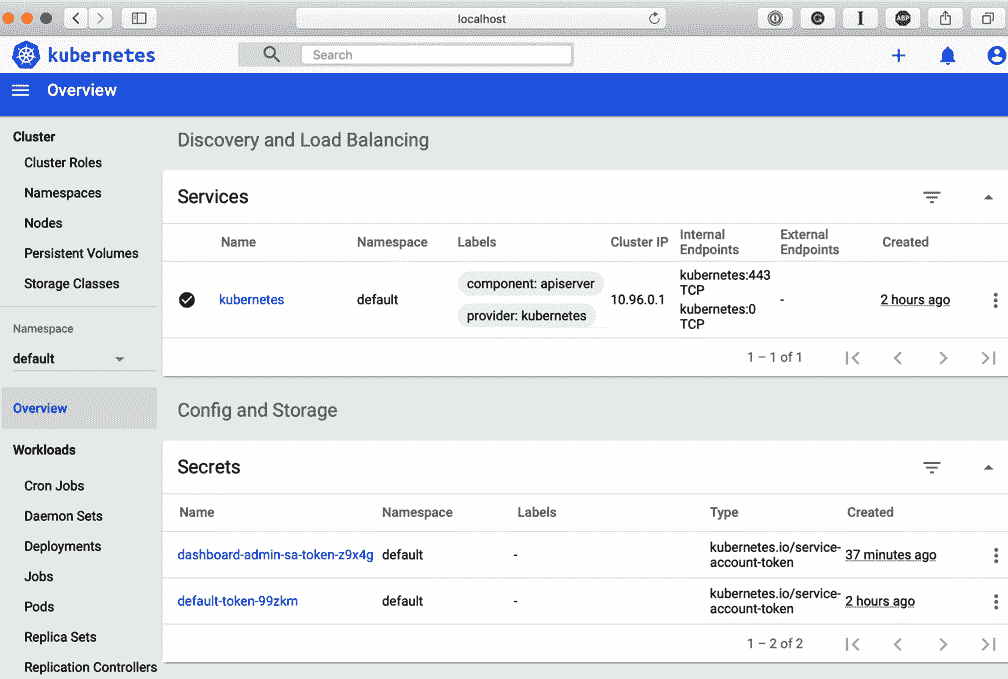 localhost
ABP
kubernetes
Search
Overview
Cluster
Cluster Roles
Namespaces
Nodes
Persistent Volumes
Storage Classes
Namespace
default
Overview
Workloads
Cron Jobs
Daemon Sets
Deployments
Jobs
Pods
Replica Sets
Replication Controllers
Discovery and Load Balancing
Services
Name Namespace Labels Cluster IP Internal Endpoints External Endpoints Created
kubernetes default component: apiserver provider: kubernetes 10.96.0.1 kubernetes:443 TCP kubernetes:0 TCP - 2 hours ago
1 – 1 of 1
Config and Storage
Secrets
Name Namespace Labels Type Created
dashboard-admin-sa-token-z9x4g default - kubernetes.io/service-account-token 37 minutes ago
default-token-99zkm default - kubernetes.io/service-account-token 2 hours ago
1 – 2 of 2